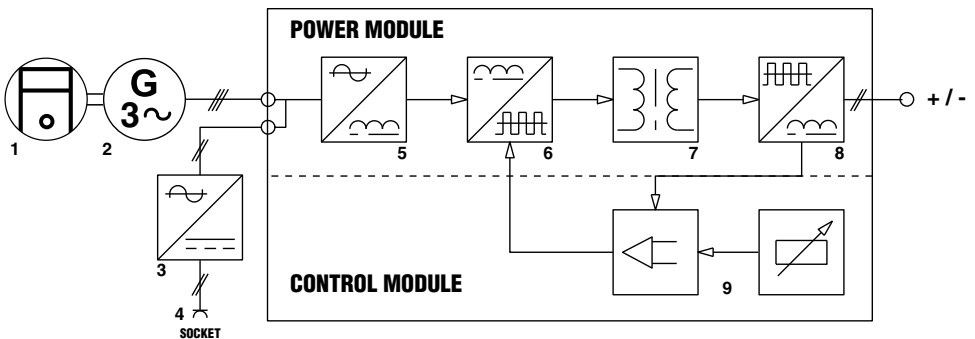 POWER MODULE
G
3~
+ / -
1
2
5
6
7
8
3
CONTROL MODULE
9
4
SOCKET